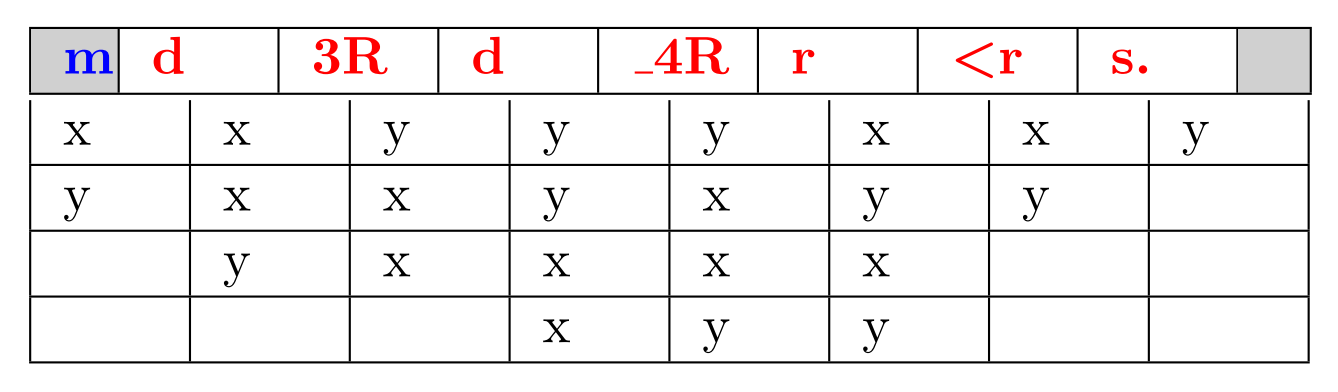 m d 3R d _4R r <r s.
x x y y y x x y
y x x y x y y
y x x x x
x y y